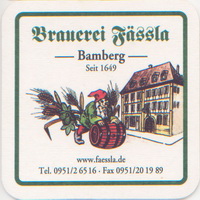 Brauerei Fässla
Bamberg
Seit 1649
www.faessla.de
Tel. 0951/2 65 16 · Fax 0951/20 19 89